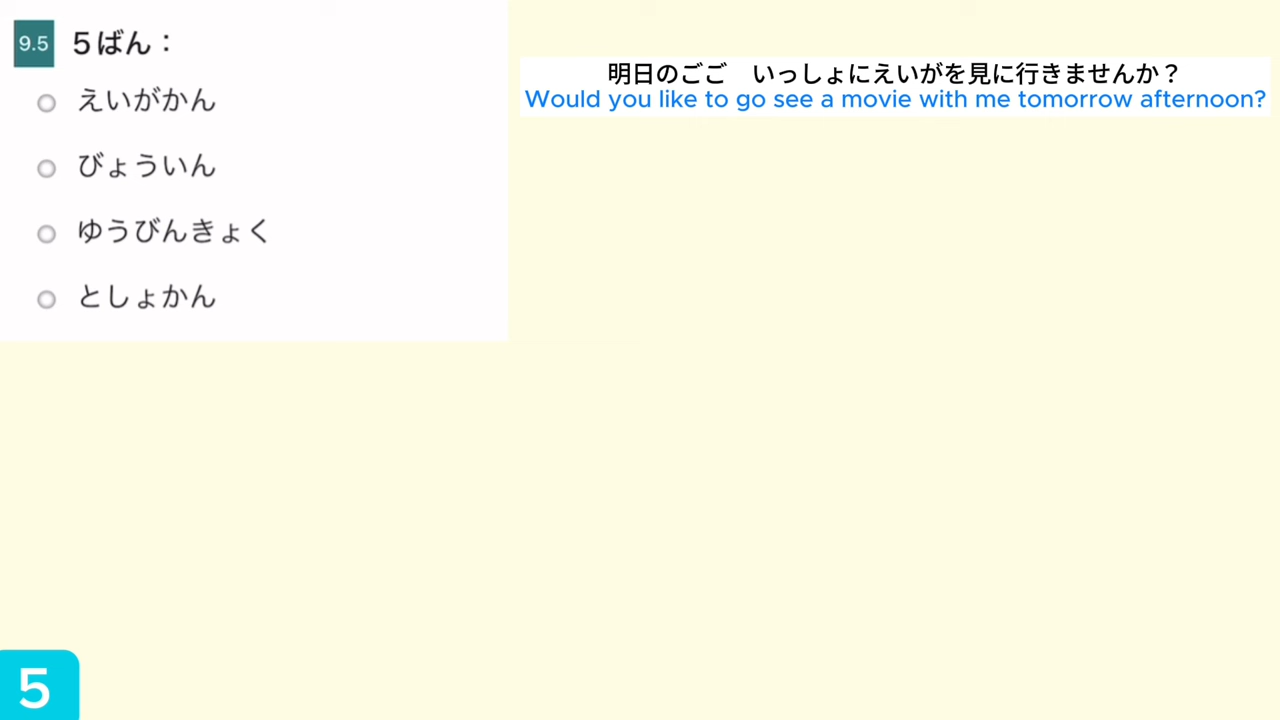 9.5 5ばん：
えいがかん
びょういん
ゆうびんきょく
としょかん
明日のごご　いっしょにえいがを見に行きませんか？
Would you like to go see a movie with me tomorrow afternoon?
5